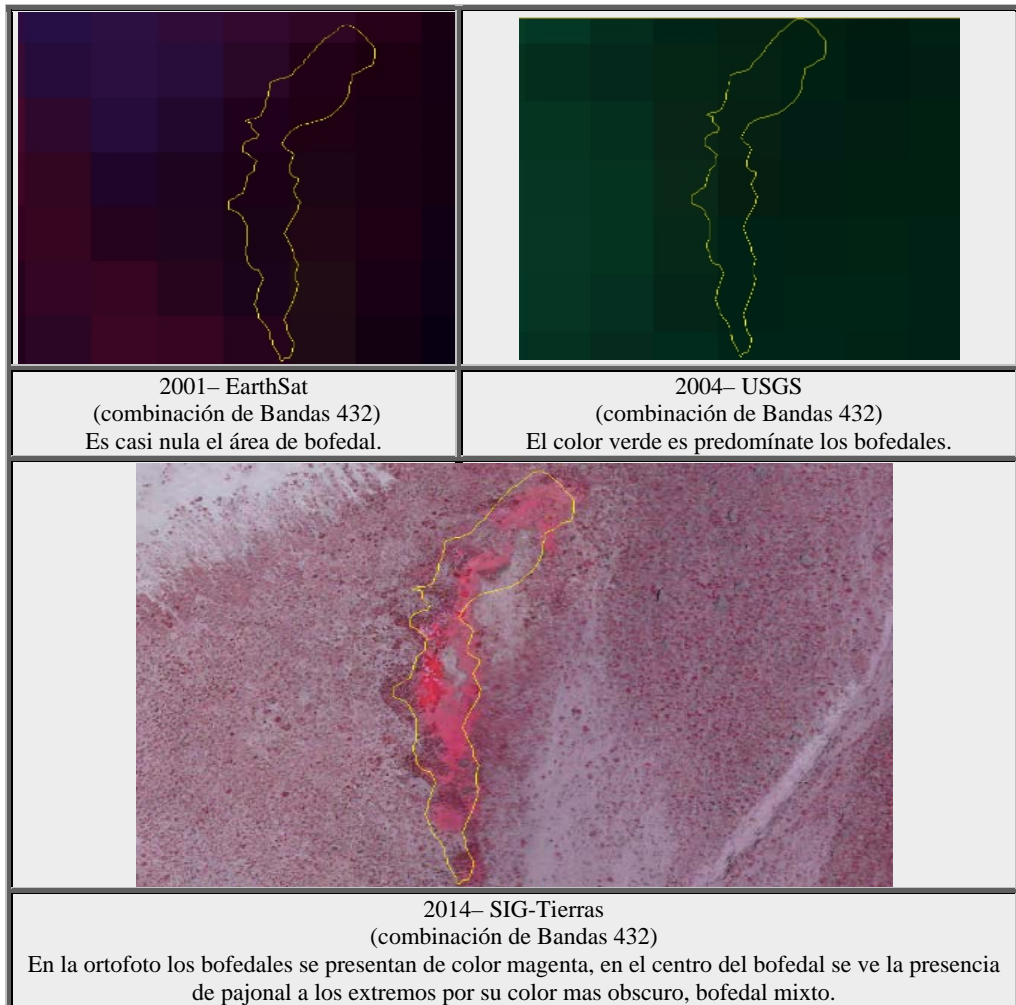 2001– EarthSat
(combinación de Bandas 432)
Es casi nula el área de bofedal.
2004– USGS
(combinación de Bandas 432)
El color verde es predomínate los bofedales.
2014– SIG-Tierras
(combinación de Bandas 432)
En la ortofoto los bofedales se presentan de color magenta, en el centro del bofedal se ve la presencia
de pajonal a los extremos por su color mas obscuro, bofedal mixto.